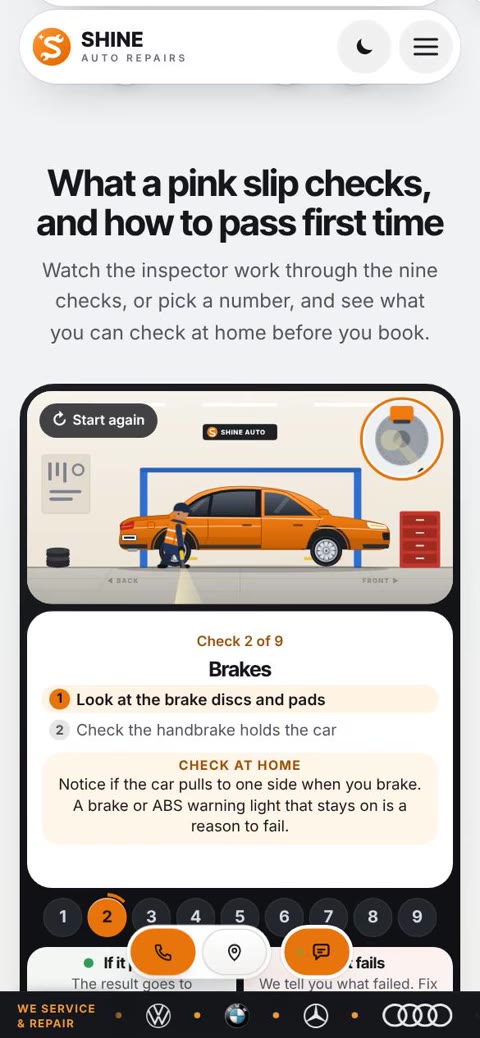 SHINE
AUTO REPAIRS
What a pink slip checks,
and how to pass first time
Watch the inspector work through the nine
checks, or pick a number, and see what
you can check at home before you book.
Start again
SHINE AUTO
BACK
FRONT
Check 2 of 9
Brakes
1 Look at the brake discs and pads
2 Check the handbrake holds the car
CHECK AT HOME
Notice if the car pulls to one side when you brake.
A brake or ABS warning light that stays on is a
reason to fail.
1 2 3 4 5 6 7 8 9
If it
fails
The result goes to
We tell you what failed. Fix
WE SERVICE
& REPAIR